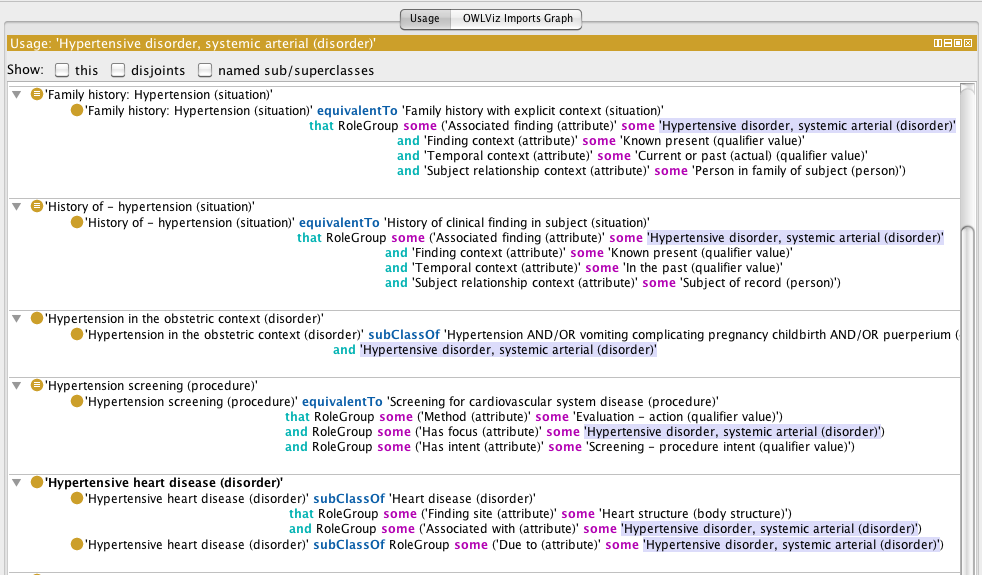 Usage OWLViz Imports Graph
Usage: 'Hypertensive disorder, systemic arterial (disorder)'
Show: this disjoints named sub/superclasses
'Family history: Hypertension (situation)'
'Family history: Hypertension (situation)' equivalentTo 'Family history with explicit context (situation)'
that RoleGroup some ('Associated finding (attribute)' some 'Hypertensive disorder, systemic arterial (disorder)'
and 'Finding context (attribute)' some 'Known present (qualifier value)'
and 'Temporal context (attribute)' some 'Current or past (actual) (qualifier value)'
and 'Subject relationship context (attribute)' some 'Person in family of subject (person)')
'History of - hypertension (situation)'
'History of - hypertension (situation)' equivalentTo 'History of clinical finding in subject (situation)'
that RoleGroup some ('Associated finding (attribute)' some 'Hypertensive disorder, systemic arterial (disorder)'
and 'Finding context (attribute)' some 'Known present (qualifier value)'
and 'Temporal context (attribute)' some 'In the past (qualifier value)'
and 'Subject relationship context (attribute)' some 'Subject of record (person)')
'Hypertension in the obstetric context (disorder)'
'Hypertension in the obstetric context (disorder)' subClassOf 'Hypertension AND/OR vomiting complicating pregnancy childbirth AND/OR puerperium (
and 'Hypertensive disorder, systemic arterial (disorder)'
'Hypertension screening (procedure)'
'Hypertension screening (procedure)' equivalentTo 'Screening for cardiovascular system disease (procedure)'
that RoleGroup some ('Method (attribute)' some 'Evaluation - action (qualifier value)')
and RoleGroup some ('Has focus (attribute)' some 'Hypertensive disorder, systemic arterial (disorder)')
and RoleGroup some ('Has intent (attribute)' some 'Screening - procedure intent (qualifier value)')
'Hypertensive heart disease (disorder)'
'Hypertensive heart disease (disorder)' subClassOf 'Heart disease (disorder)'
that RoleGroup some ('Finding site (attribute)' some 'Heart structure (body structure)')
and RoleGroup some ('Associated with (attribute)' some 'Hypertensive disorder, systemic arterial (disorder)')
'Hypertensive heart disease (disorder)' subClassOf RoleGroup some ('Due to (attribute)' some 'Hypertensive disorder, systemic arterial (disorder)')